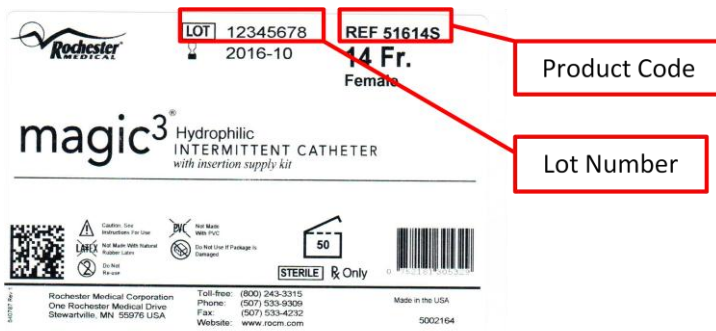 Rochester
MEDICAL
LOT 12345678
2016-10
REF 51614S
14 Fr.
Female
Product Code
Lot Number
magic3®
Hydrophilic
INTERMITTENT CATHETER
with insertion supply kit
Caution, See
Instructions For Use
LATEX
Not Made With Natural
Rubber Latex
2
Do Not
Re-use
PVC
Not Made
With PVC
Do Not Use If Package Is
Damaged
50
STERILE
Rx Only
Rochester Medical Corporation
One Rochester Medical Drive
Stewartville, MN 55976 USA
Toll-free: (800) 243-3315
Phone: (507) 533-9309
Fax: (507) 533-4232
Website: www.rocm.com
Made in the USA
5002164